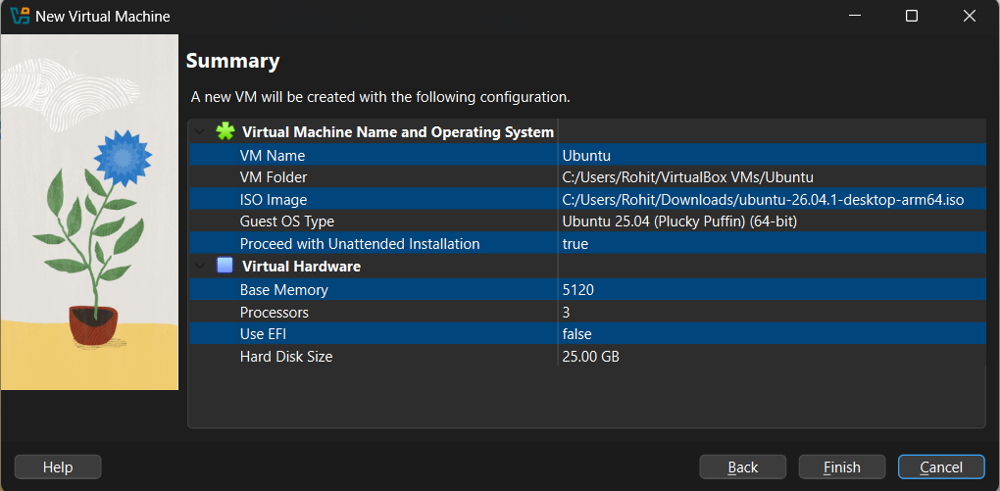 New Virtual Machine
Summary
A new VM will be created with the following configuration.
Virtual Machine Name and Operating System
VM Name Ubuntu
VM Folder C:/Users/Rohit/VirtualBox VMs/Ubuntu
ISO Image C:/Users/Rohit/Downloads/ubuntu-26.04.1-desktop-arm64.iso
Guest OS Type Ubuntu 25.04 (Plucky Puffin) (64-bit)
Proceed with Unattended Installation true
Virtual Hardware
Base Memory 5120
Processors 3
Use EFI false
Hard Disk Size 25.00 GB
Help Back Finish Cancel